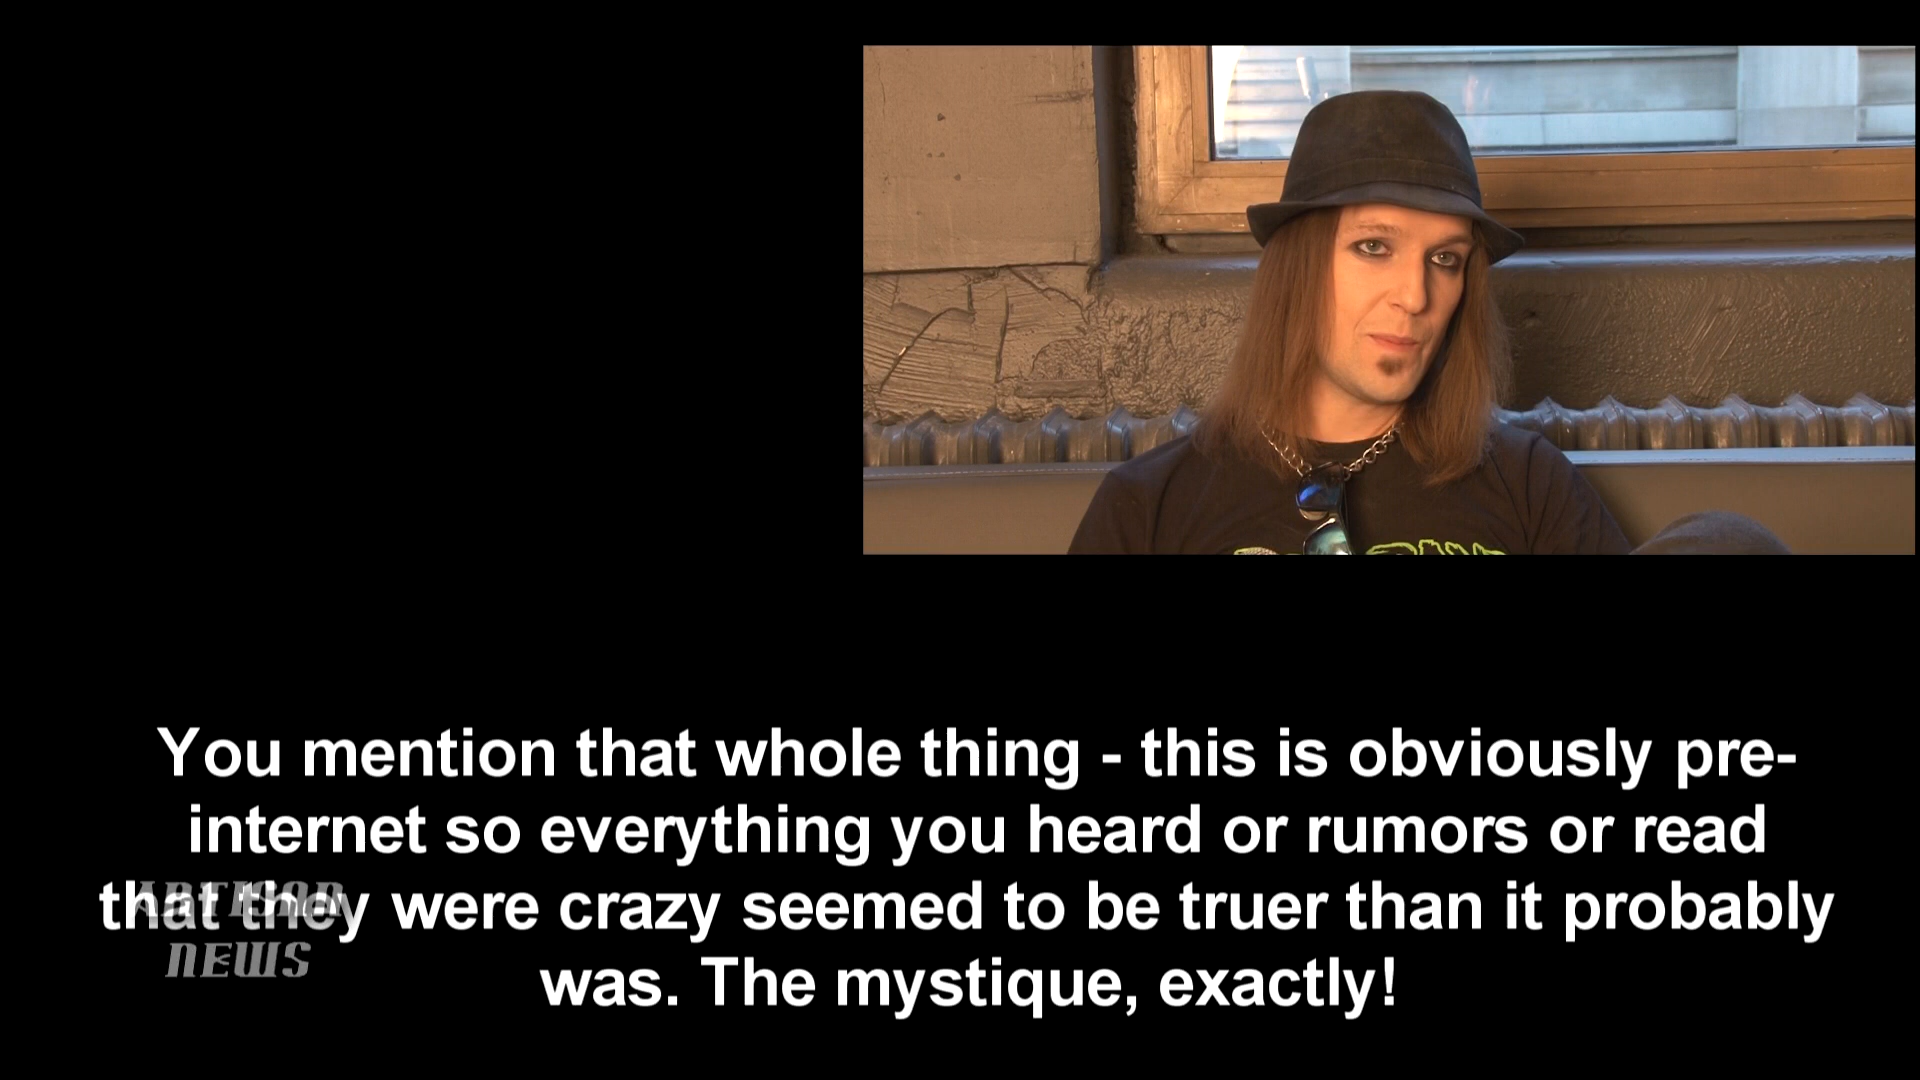 You mention that whole thing - this is obviously pre-
internet so everything you heard or rumors or read
that they were crazy seemed to be truer than it probably
was. The mystique, exactly!
ARTISAN
NEWS